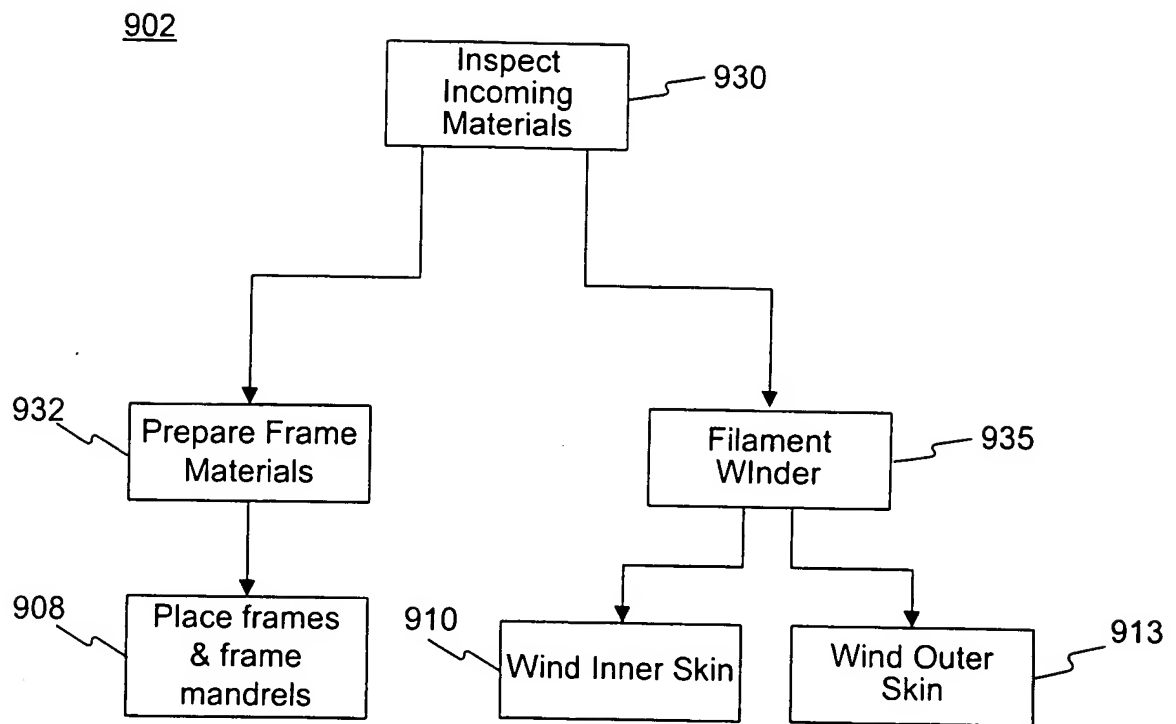 902
Inspect
Incoming
Materials
930
932
Prepare Frame
Materials
Filament
WInder
935
908
Place frames
& frame
mandrels
910
Wind Inner Skin
Wind Outer
Skin
913